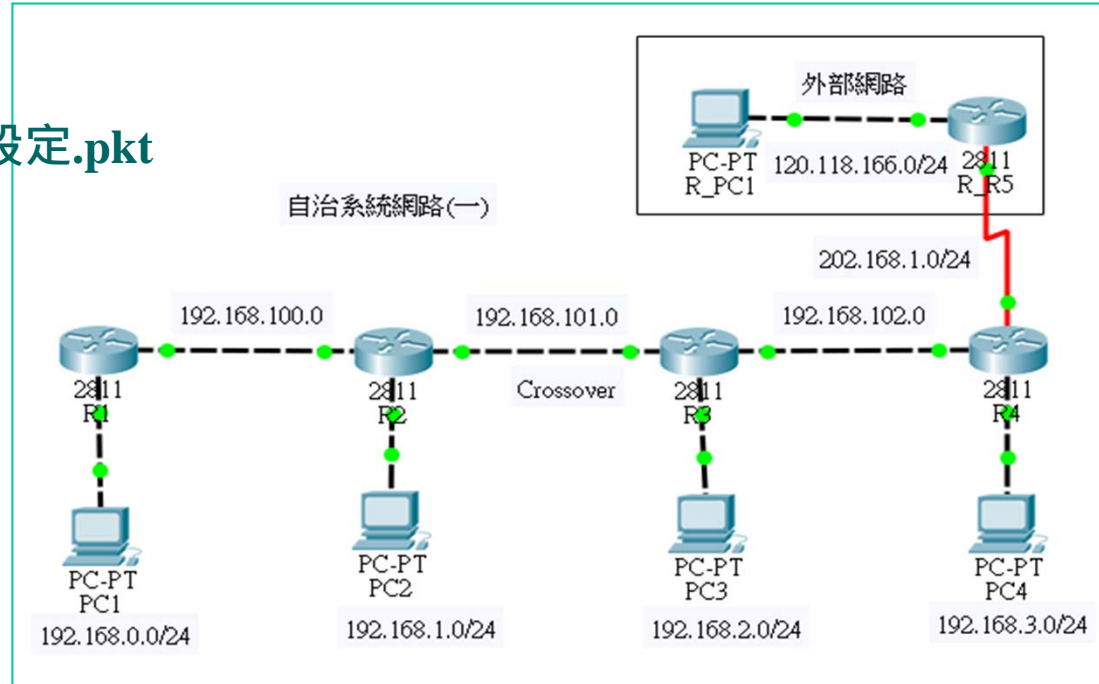 設定.pkt
外部網路
PC-PT
R_PC1
120.118.166.0/24
2811
R_R5
自治系統網路(一)
202.168.1.0/24
192.168.100.0
192.168.101.0
192.168.102.0
Crossover
2811
R1
2811
R2
2811
R3
2811
R4
PC-PT
PC1
PC-PT
PC2
PC-PT
PC3
PC-PT
PC4
192.168.0.0/24
192.168.1.0/24
192.168.2.0/24
192.168.3.0/24